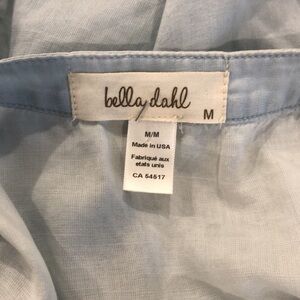 bella dahl
M
M/M
Made in USA
Fabriqué aux
etats unis
CA 54517